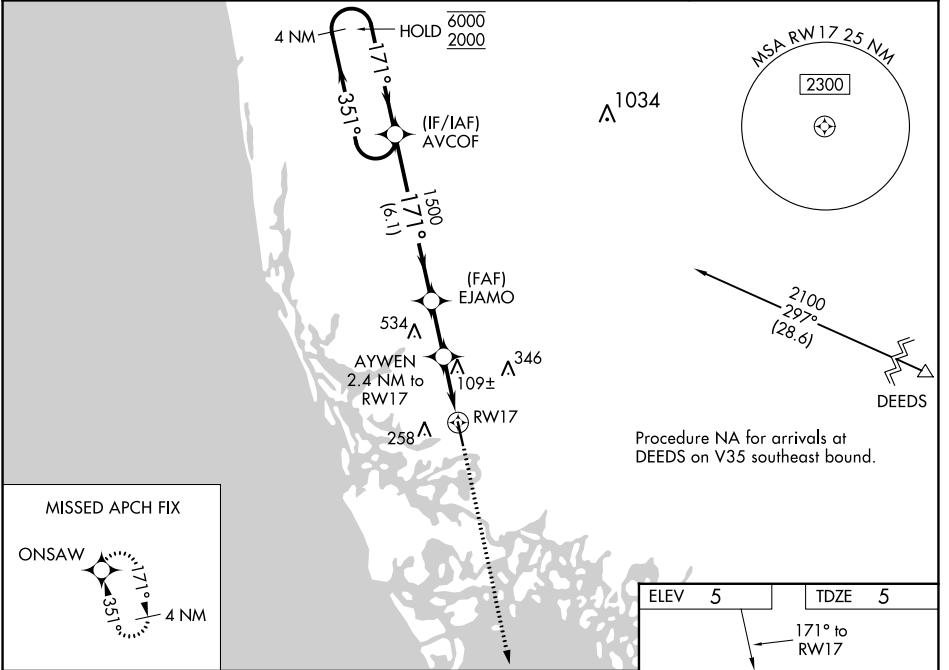 4 NM
HOLD
6000
2000
171°
351°
(IF/IAF)
AVCOF
1034
MSA RW17 25 NM
2300
1500
171°
(6.1)
(FAF)
EJAMO
2100
297°
(28.6)
DEEDS
534
AYWEN
2.4 NM to
RW17
346
109±
RW17
258
Procedure NA for arrivals at
DEEDS on V35 southeast bound.
MISSED APCH FIX
ONSAW
171°
351°
4 NM
ELEV 5
TDZE 5
171° to
RW17